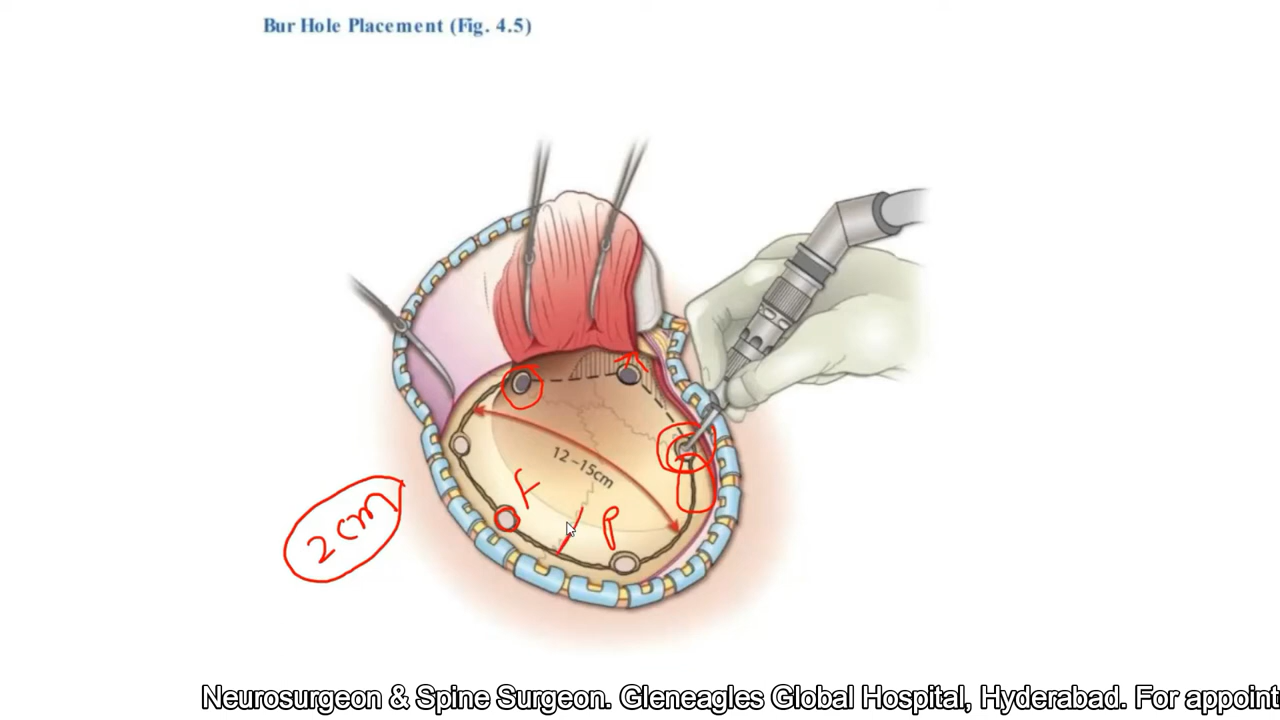 Bur Hole Placement (Fig. 4.5)
12-15cm
F
P
2cm
Neurosurgeon & Spine Surgeon. Gleneagles Global Hospital, Hyderabad. For appoint